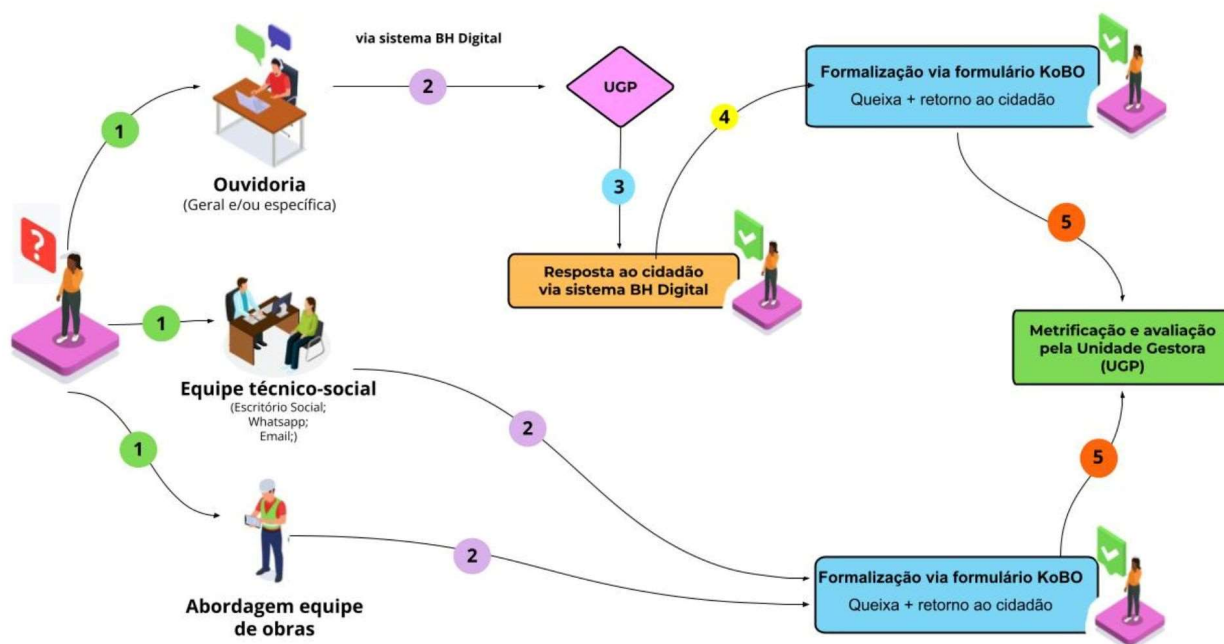 via sistema BH Digital
1
2
UGP
Ouvidoria
(Geral e/ou específica)
3
Resposta ao cidadão
via sistema BH Digital
4
Formalização via formulário KoBO
Queixa + retorno ao cidadão
5
Metrificação e avaliação
pela Unidade Gestora
(UGP)
?
1
Equipe técnico-social
(Escritório Social;
Whatsapp;
Email;)
2
1
Abordagem equipe
de obras
2
Formalização via formulário KoBO
Queixa + retorno ao cidadão
5